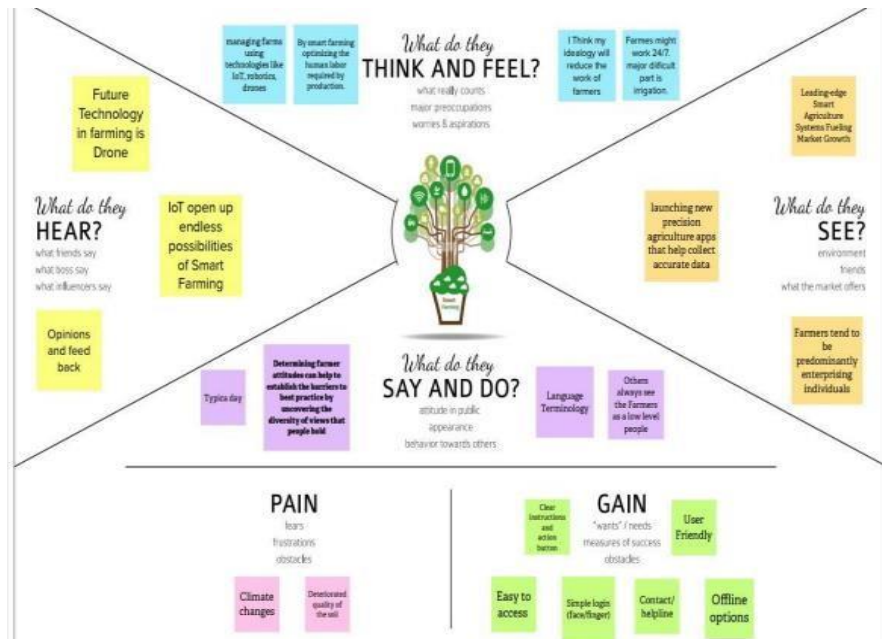 What do they
THINK AND FEEL?
what really counts
major preocupations
worries & aspirations
managing farms
using
technologies like
IoT, robotics,
drones
By smart farming
optimizing the
human labor
required by
production.
I Think my
idealogy will
reduce the
work of
farmers
Farmes might
work 24/7.
major difficult
part is
irrigation.
Future
Technology
in farming is
Drone
What do they
HEAR?
what friends say
what boss say
what influencers say
IoT open up
endless
possibilities
of Smart
Farming
Opinions
and feed
back
Smart
Farming
Leading-edge
Smart
Agriculture
Systems Fueling
Market Growth
launching new
precision
agriculture apps
that help collect
accurate data
What do they
SEE?
environment
friends
what the market offers
Farmers tend to
be
predominantly
enterprising
individuals
What do they
SAY AND DO?
attitude in public
appearance
behavior towards others
Typica day
Determining farmer
attitudes can help to
establish the barriers to
best practice by
uncovering the
diversity of views that
people hold
Language
Terminology
Others
always see
the Farmers
as a low level
people
PAIN
fears
frustrations
obstacles
Climate
changes
Deteriorated
quality of
the soil
GAIN
"wants" / needs
measures of success
obstacles
Clear
instructions
and
action
button
User
Friendly
Easy to
access
Simple login
(face/finger)
Contact/
helpline
Offline
options